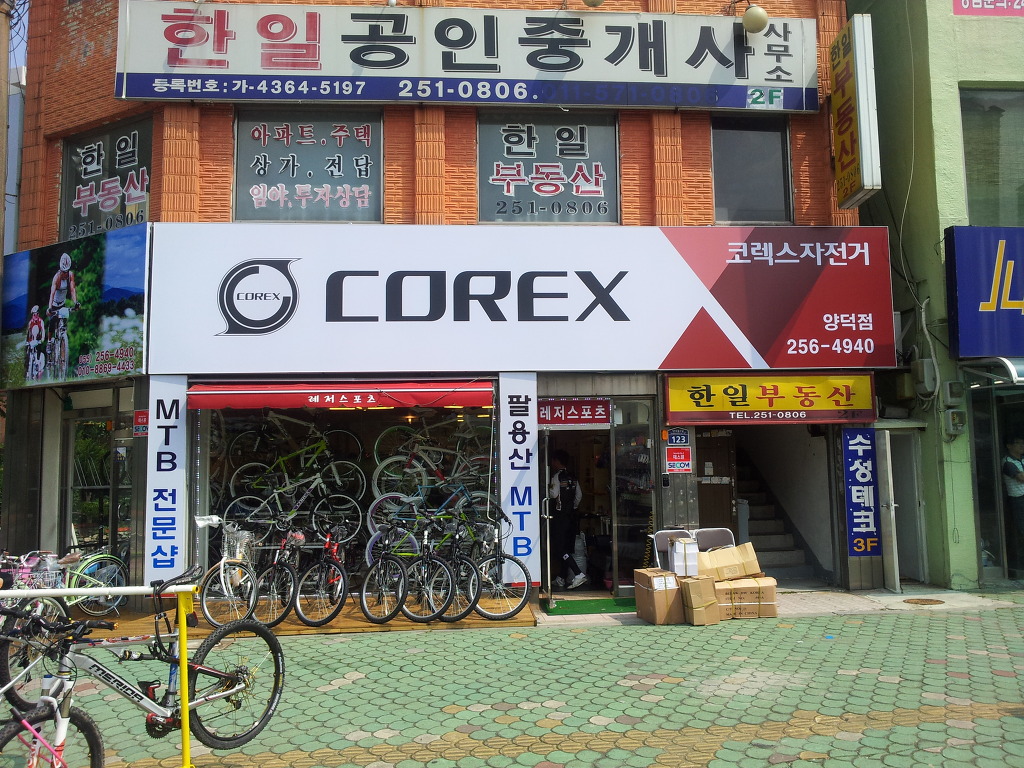 한일공인중개사 사무소
등록번호: 가-4364-5197 251-0806. 2F
한일 부동산
한일
부동산
251-0806
아파트.주택
상가.전답
임야.투자상담
한일
부동산
251-0806
COREX
COREX
코렉스자전거
양덕점
256-4940
256-4940
레저스포츠
MTB 전문샵
팔용산 MTB
레저스포츠
한일부동산
TEL.251-0806
123
SECOM
수성테크
3F
MERIDA